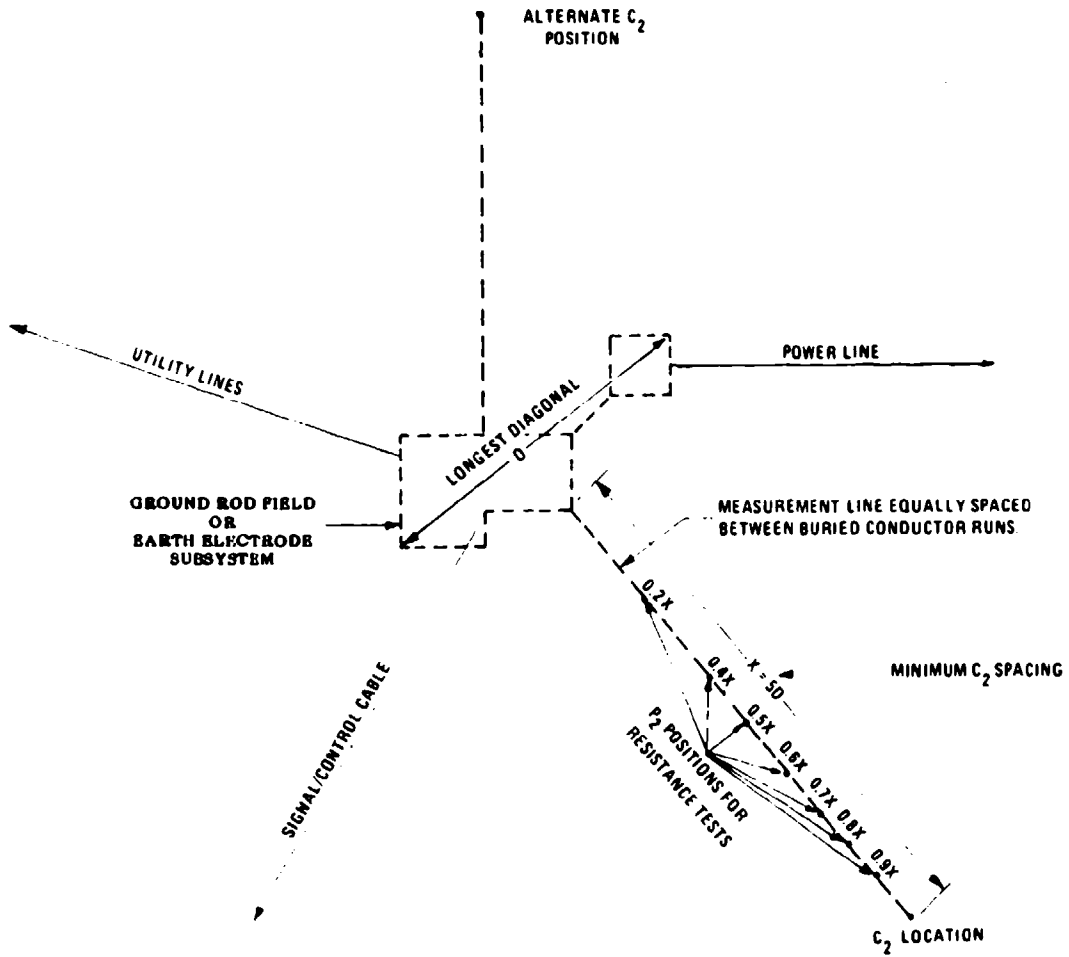 ALTERNATE C2
POSITION
UTILITY LINES
POWER LINE
LONGEST DIAGONAL
D
GROUND ROD FIELD
OR
EARTH ELECTRODE
SUBSYSTEM
MEASUREMENT LINE EQUALLY SPACED
BETWEEN BURIED CONDUCTOR RUNS
0.2X
0.4X
X = 5D
MINIMUM C2 SPACING
0.5X
0.6X
0.7X
0.8X
0.9X
P2 POSITIONS FOR
RESISTANCE TESTS
SIGNAL/CONTROL CABLE
C2 LOCATION